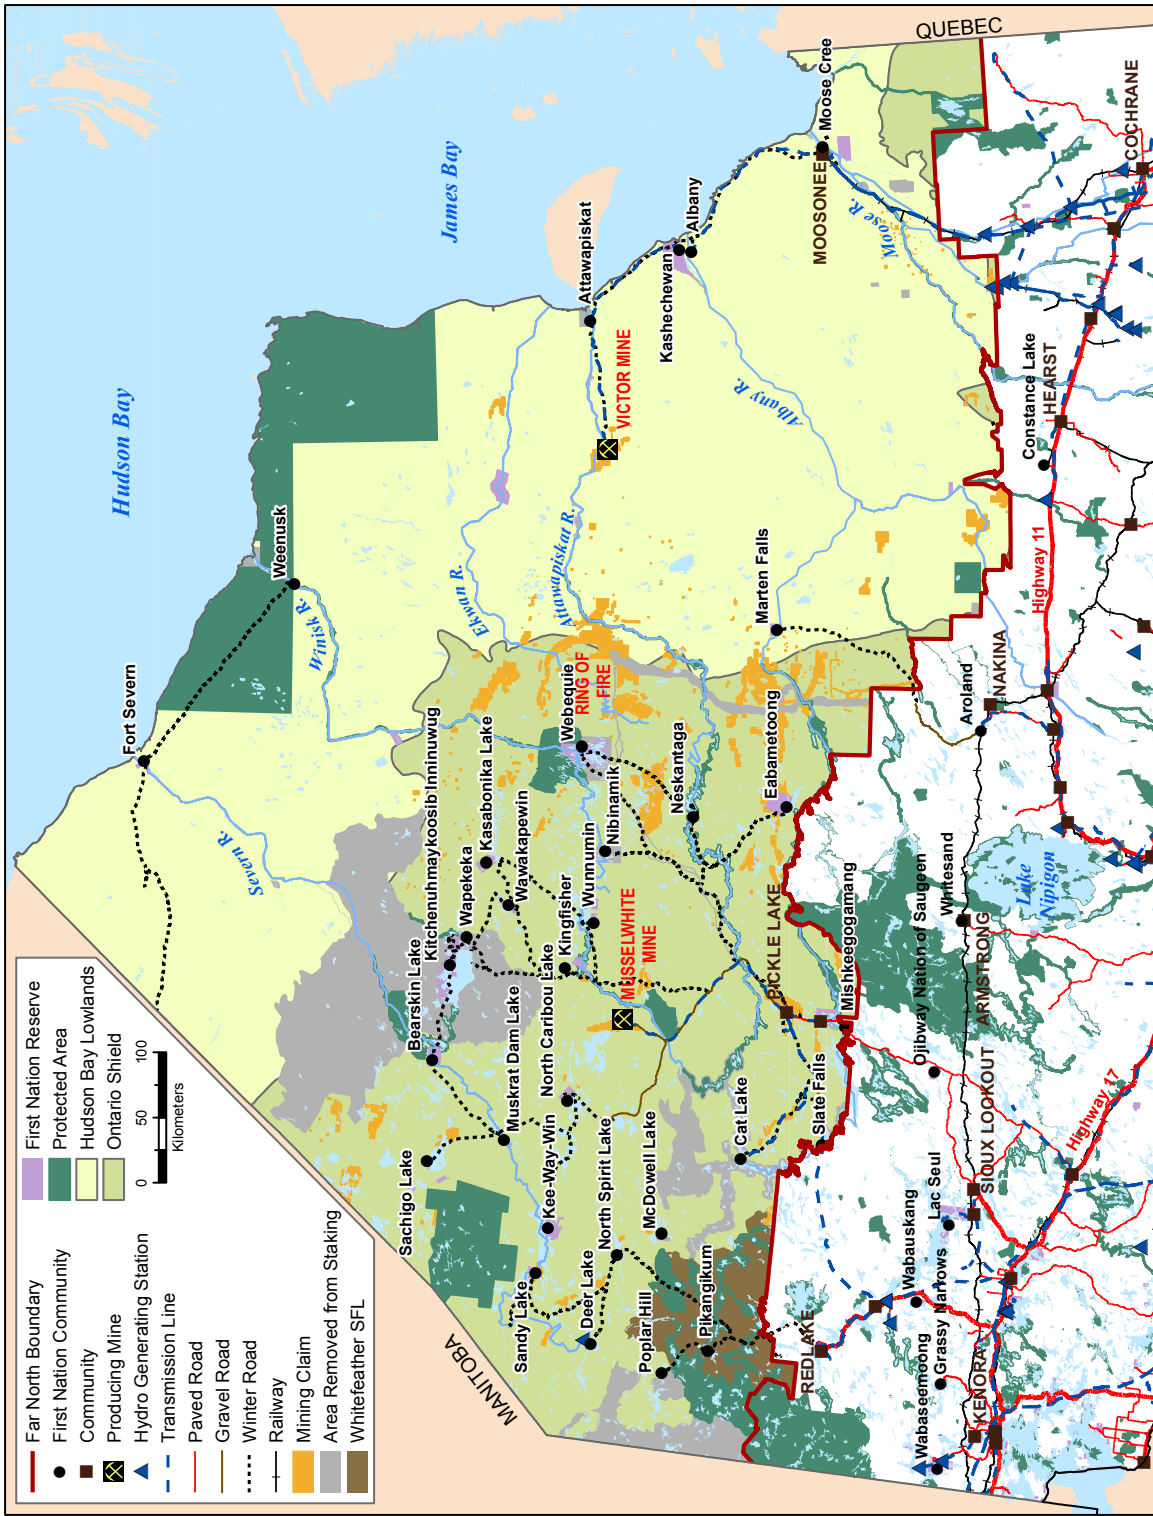 First Nation Reserve
Protected Area
Hudson Bay Lowlands
Ontario Shield
Far North Boundary
First Nation Community
Community
Producing Mine
Hydro Generating Station
Transmission Line
Paved Road
Gravel Road
Winter Road
Railway
Mining Claim
Area Removed from Staking
Whitefeather SFL
0 50 100
Kilometers
Hudson Bay
James Bay
MANITOBA
QUEBEC
Fort Severn
Severn R.
Weenusk
Winisk R.
Ekwan R.
Attawapiskat R.
Attawapiskat
VICTOR MINE
Kashechewan
Albany
Albany R.
MOOSONEE
Moose Cree
Moose R.
Marten Falls
RING OF
FIRE
Webequie
Nibinamik
Neskantaga
Eabametoong
Wunnumin
Kingfisher
Wawakapewin
Kasabonika Lake
Wapekeka
Kitchenuhmaykoosib Inninuwug
Bearskin Lake
Muskrat Dam Lake
North Caribou Lake
MUSSELWHITE
MINE
Sachigo Lake
Kee-Way-Win
Sandy Lake
Deer Lake
North Spirit Lake
McDowell Lake
Poplar Hill
Pikangikum
Cat Lake
Slate Falls
PICKLE LAKE
Mishkeegogamang
Ojibway Nation of Saugeen
Whitesand
ARMSTRONG
Lake
Nipigon
Aroland
NAKINA
Highway 11
Constance Lake
HEARST
COCHRANE
SIOUX LOOKOUT
Lac Seul
Highway 17
Wabauskang
Grassy Narrows
Wabaseemoong
REDLAKE
KENORA